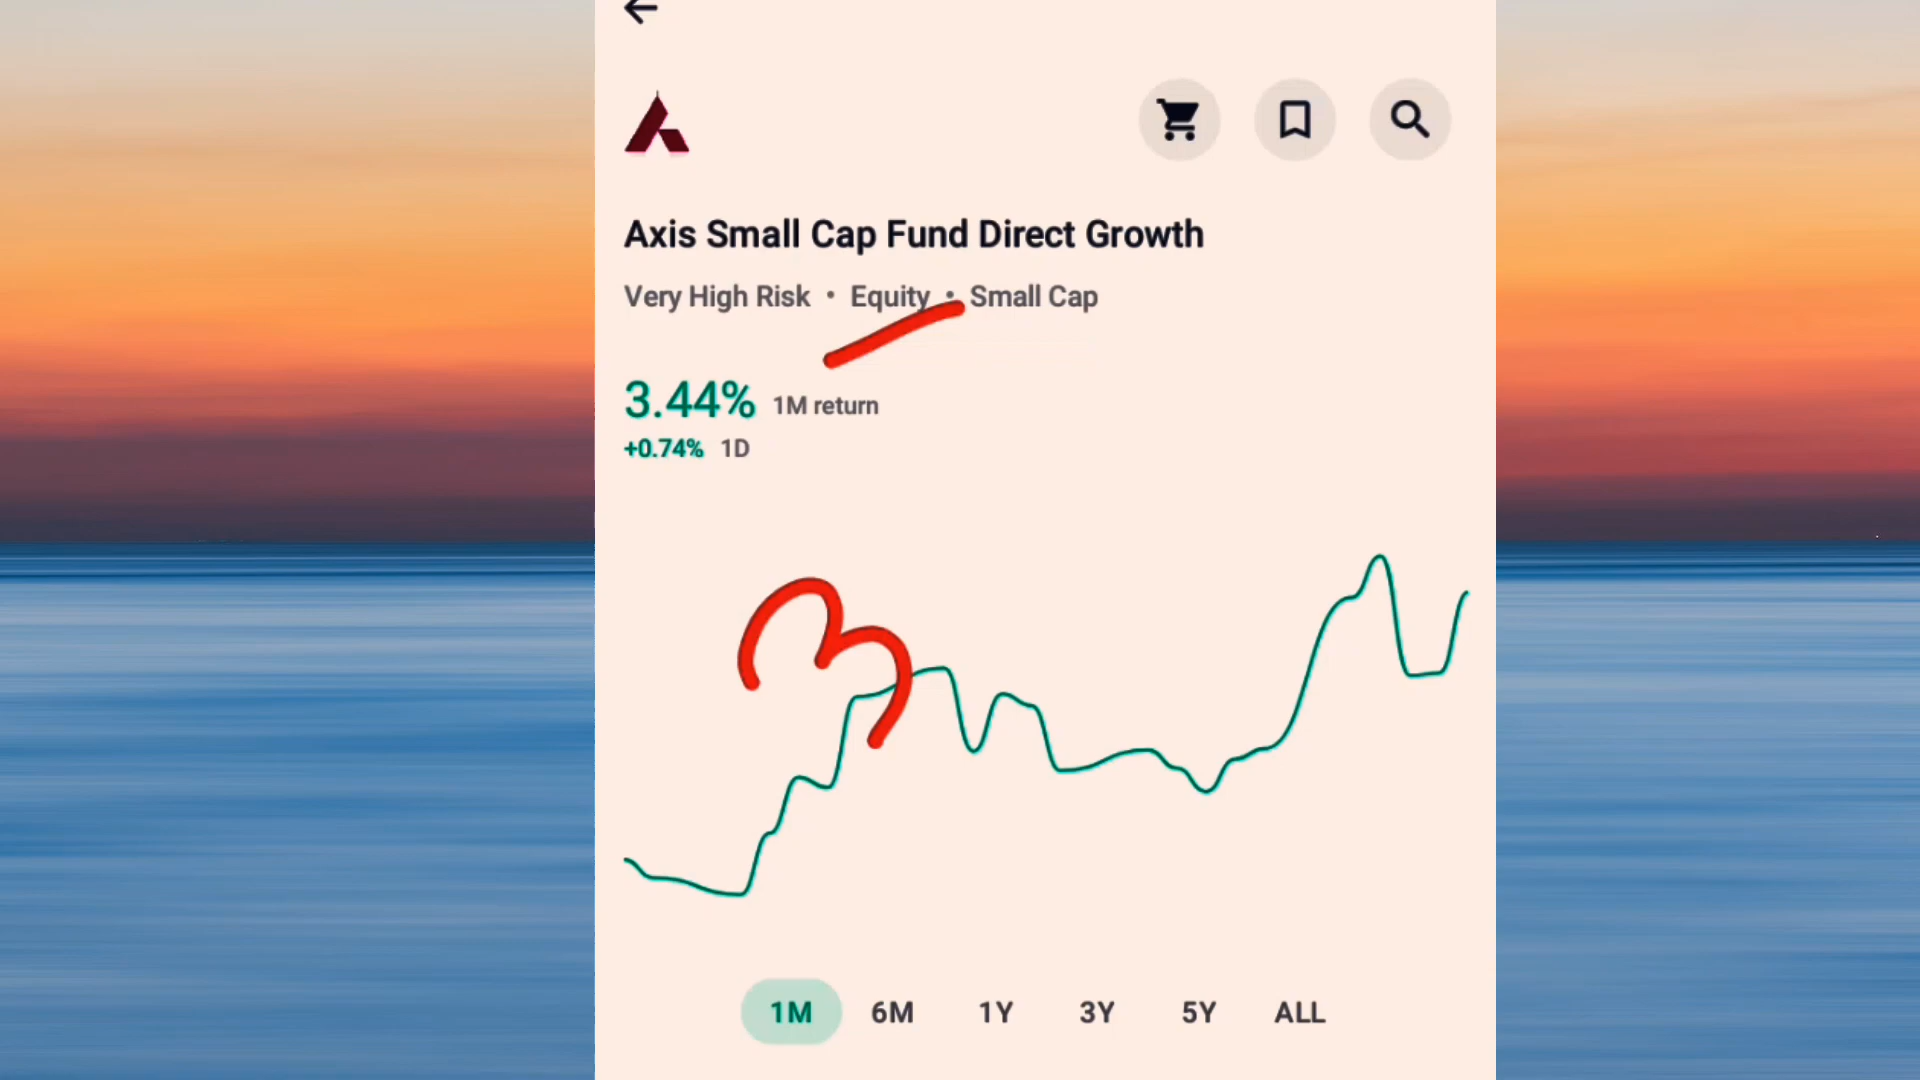 Axis Small Cap Fund Direct Growth
Very High Risk • Equity • Small Cap
3.44% 1M return
+0.74% 1D
3
1M 6M 1Y 3Y 5Y ALL